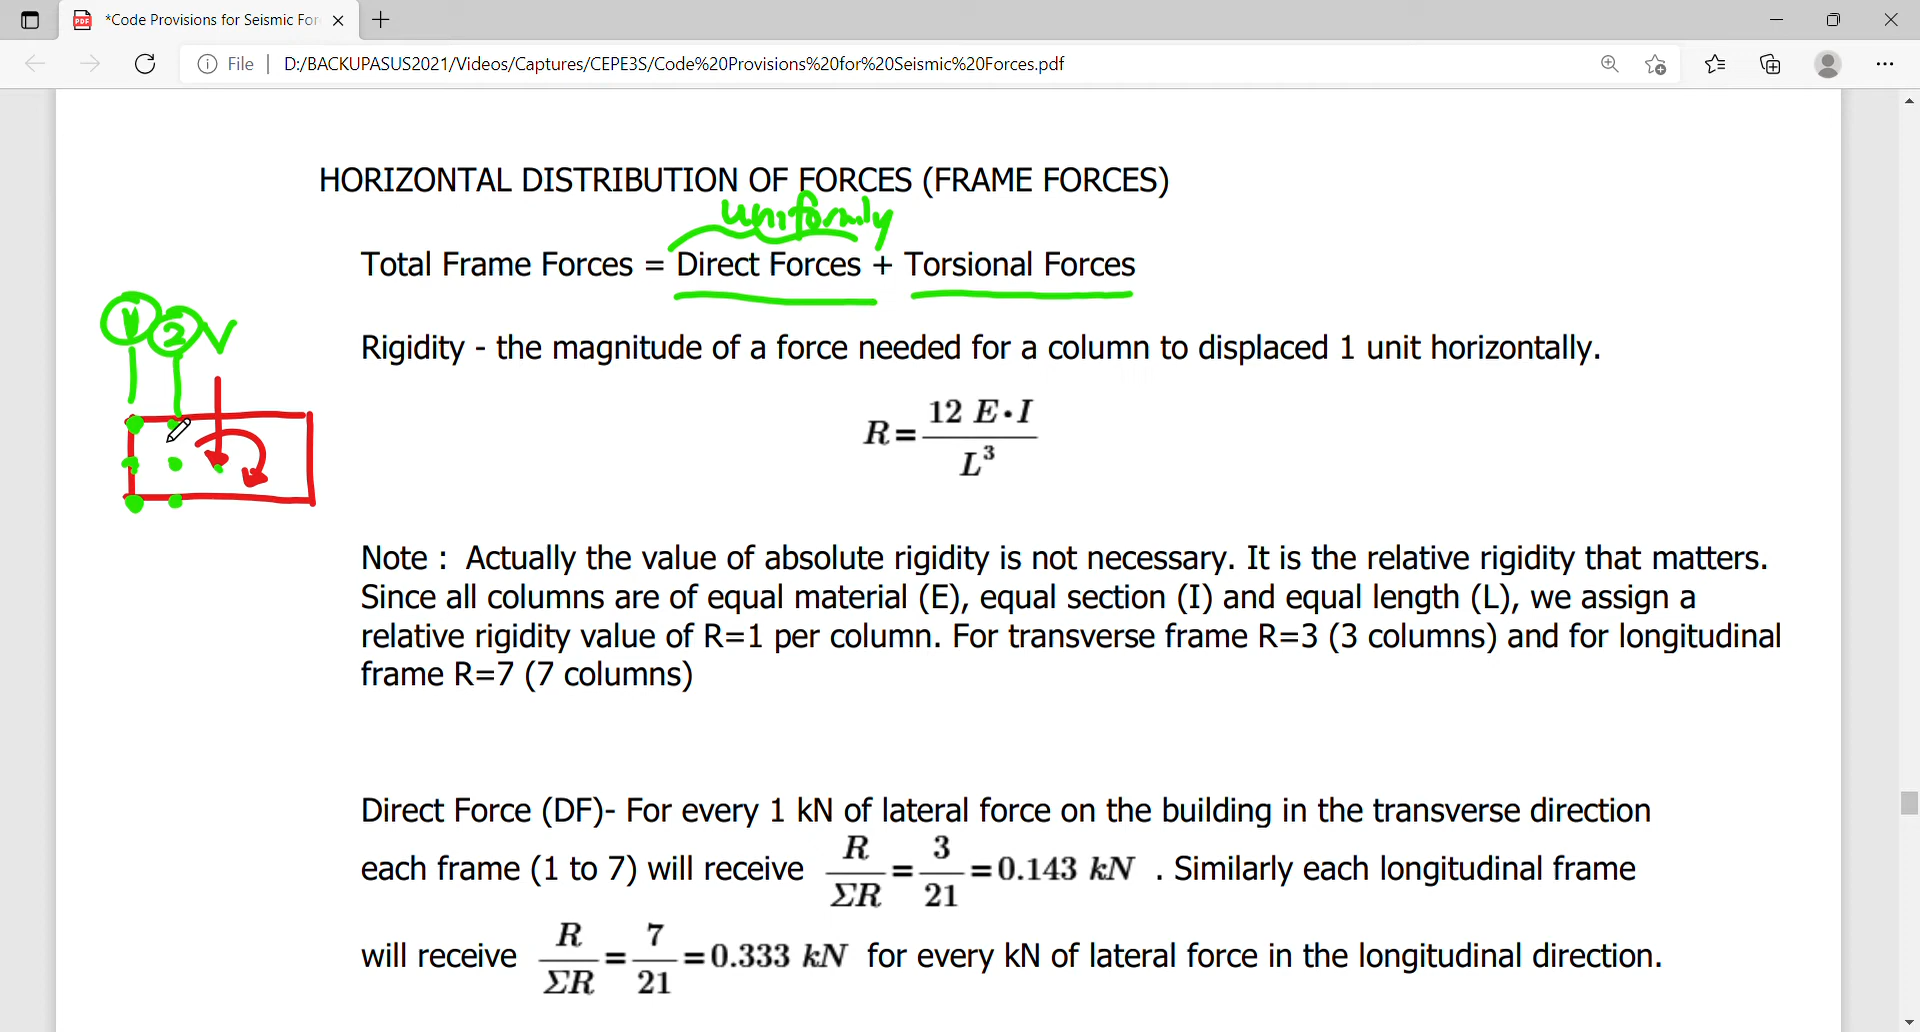 *Code Provisions for Seismic For
File | D:/BACKUPASUS2021/Videos/Captures/CEPE3S/Code%20Provisions%20for%20Seismic%20Forces.pdf
HORIZONTAL DISTRIBUTION OF FORCES (FRAME FORCES)
uniformly
Total Frame Forces = Direct Forces + Torsional Forces
1 2 V
Rigidity - the magnitude of a force needed for a column to displaced 1 unit horizontally.
R = 12 E·I / L³
Note : Actually the value of absolute rigidity is not necessary. It is the relative rigidity that matters.
Since all columns are of equal material (E), equal section (I) and equal length (L), we assign a
relative rigidity value of R=1 per column. For transverse frame R=3 (3 columns) and for longitudinal
frame R=7 (7 columns)
Direct Force (DF)- For every 1 kN of lateral force on the building in the transverse direction
each frame (1 to 7) will receive R/ΣR = 3/21 = 0.143 kN . Similarly each longitudinal frame
will receive R/ΣR = 7/21 = 0.333 kN for every kN of lateral force in the longitudinal direction.